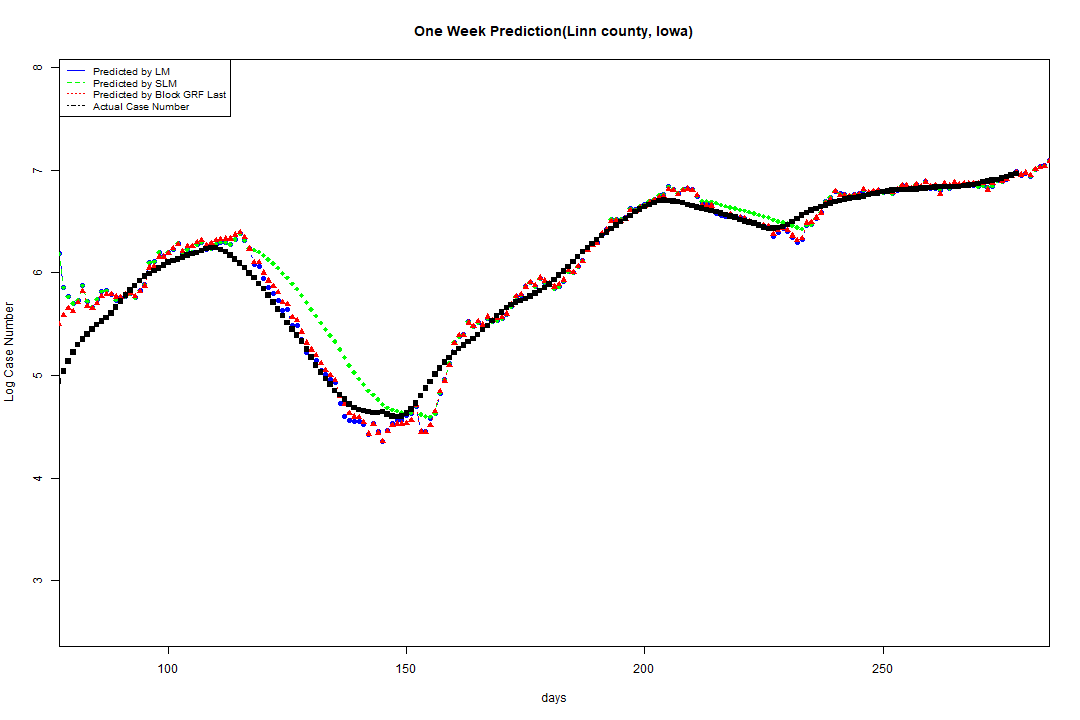 One Week Prediction(Linn county, Iowa)
Predicted by LM
Predicted by SLM
Predicted by Block GRF Last
Actual Case Number
8
7
6
5
4
3
Log Case Number
100 150 200 250
days